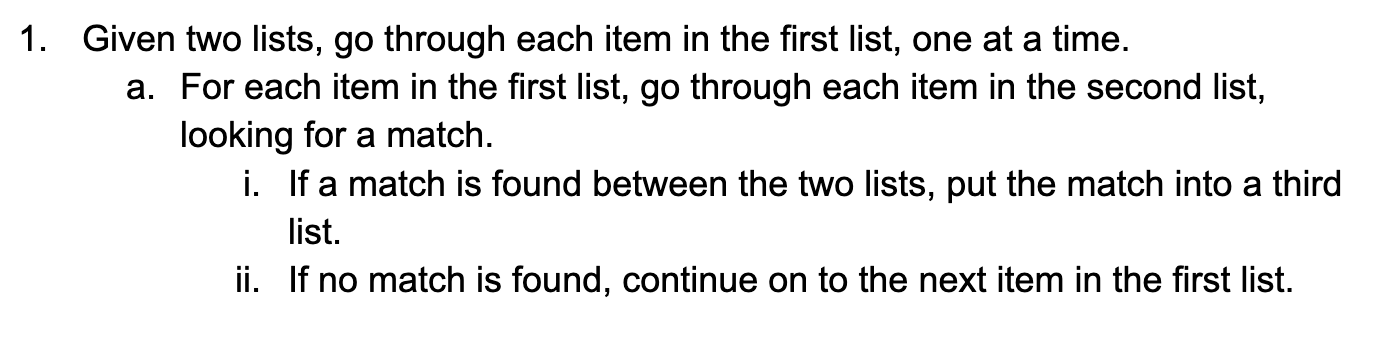 1. Given two lists, go through each item in the first list, one at a time.
a. For each item in the first list, go through each item in the second list,
looking for a match.
i. If a match is found between the two lists, put the match into a third
list.
ii. If no match is found, continue on to the next item in the first list.